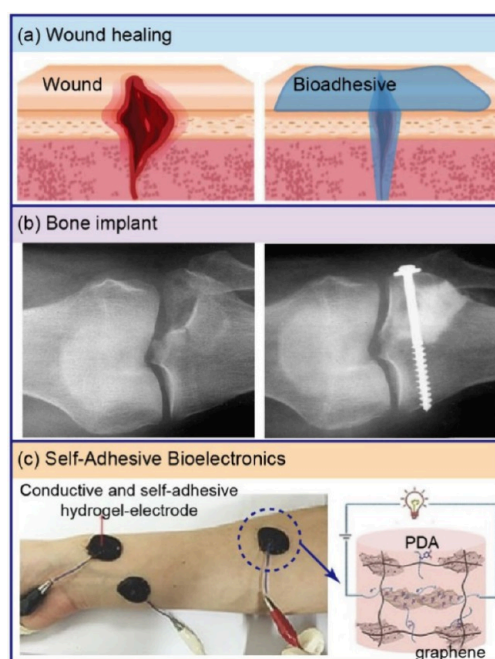 (a) Wound healing
Wound
Bioadhesive
(b) Bone implant
(c) Self-Adhesive Bioelectronics
Conductive and self-adhesive
hydrogel-electrode
PDA
graphene